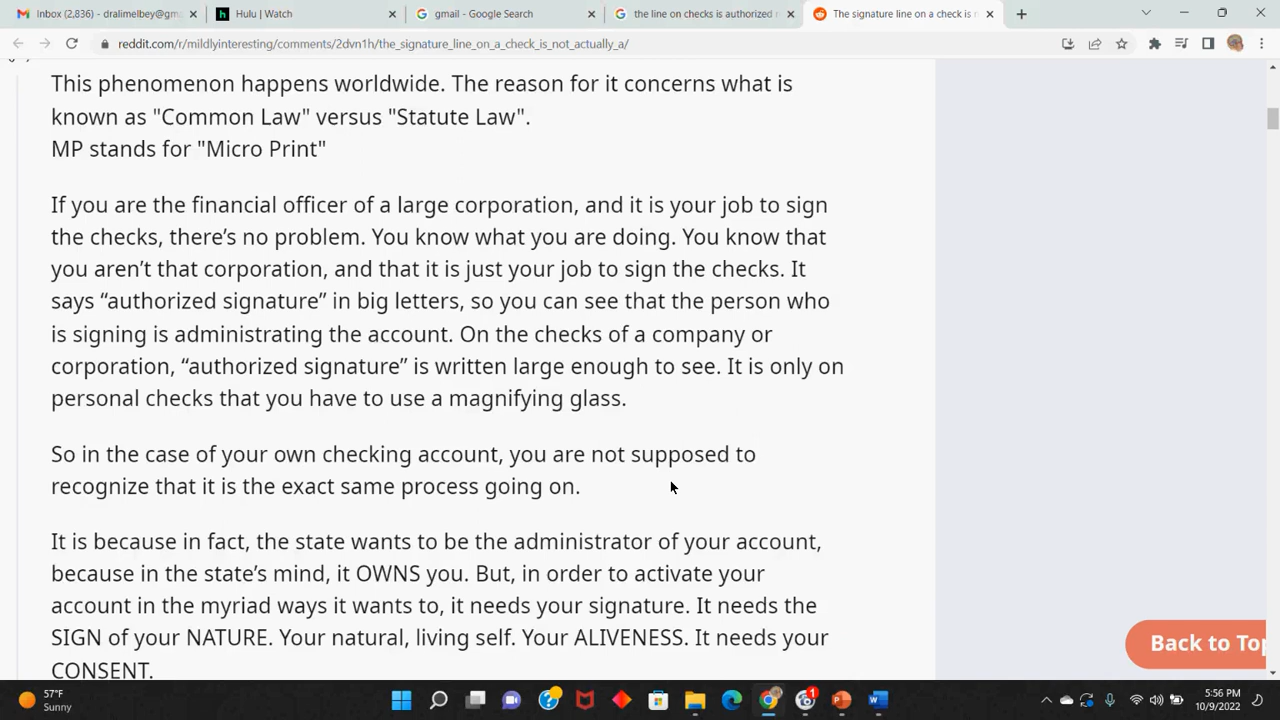 Inbox (2,836) - dralimelbey@gm
Hulu | Watch
gmail - Google Search
the line on checks is authorized
The signature line on a check is
reddit.com/r/mildlyinteresting/comments/2dvn1h/the_signature_line_on_a_check_is_not_actually_a/
This phenomenon happens worldwide. The reason for it concerns what is
known as "Common Law" versus "Statute Law".
MP stands for "Micro Print"
If you are the financial officer of a large corporation, and it is your job to sign
the checks, there’s no problem. You know what you are doing. You know that
you aren’t that corporation, and that it is just your job to sign the checks. It
says “authorized signature” in big letters, so you can see that the person who
is signing is administrating the account. On the checks of a company or
corporation, “authorized signature” is written large enough to see. It is only on
personal checks that you have to use a magnifying glass.
So in the case of your own checking account, you are not supposed to
recognize that it is the exact same process going on.
It is because in fact, the state wants to be the administrator of your account,
because in the state’s mind, it OWNS you. But, in order to activate your
account in the myriad ways it wants to, it needs your signature. It needs the
SIGN of your NATURE. Your natural, living self. Your ALIVENESS. It needs your
CONSENT.
Back to Top
57°F
Sunny
1
5:56 PM
10/9/2022